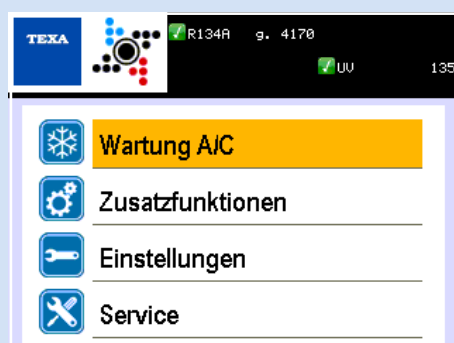 TEXA
R134A g. 4170
UV 135
Wartung A/C
Zusatzfunktionen
Einstellungen
Service